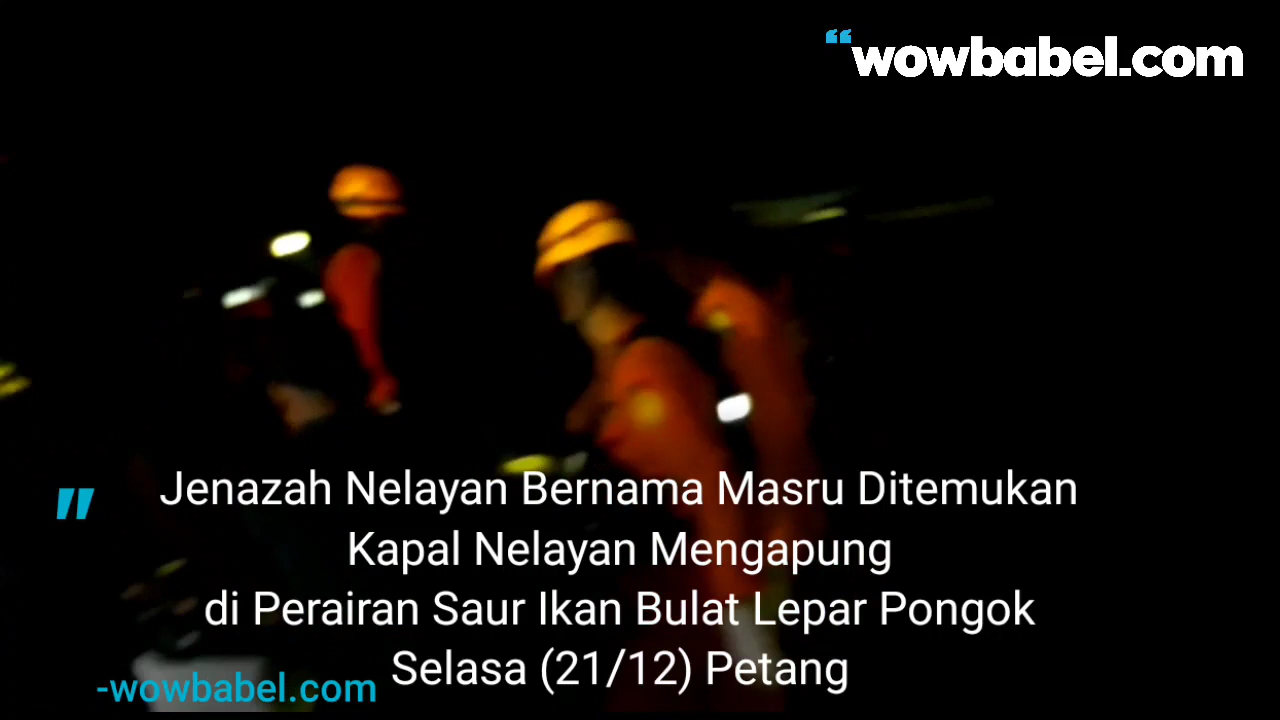 "wowbabel.com
" Jenazah Nelayan Bernama Masru Ditemukan
Kapal Nelayan Mengapung
di Perairan Saur Ikan Bulat Lepar Pongok
Selasa (21/12) Petang
-wowbabel.com